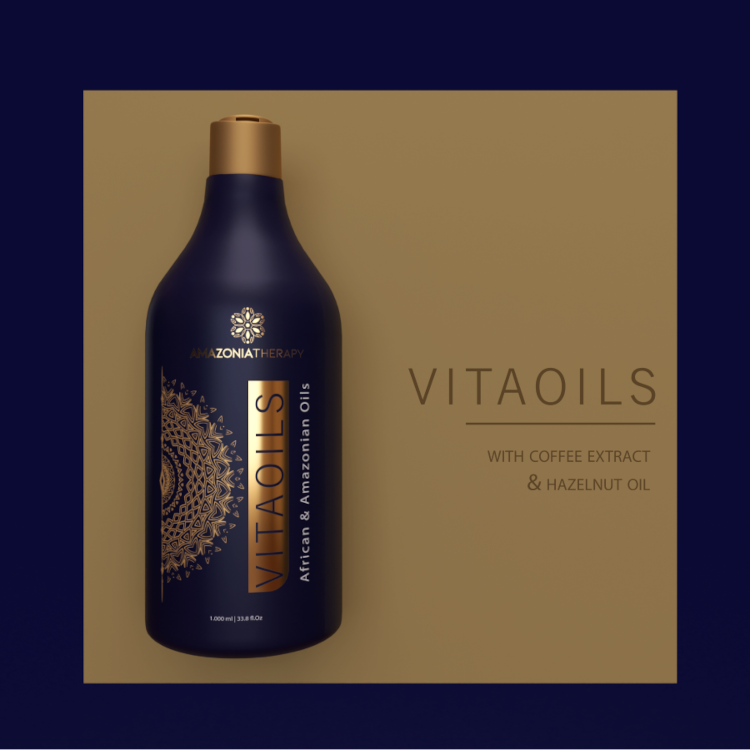 AMAZONIATHERAPY
VITAOILS
African & Amazonian Oils
1.000 ml | 33.8 fl.Oz
VITAOILS
WITH COFFEE EXTRACT
& HAZELNUT OIL